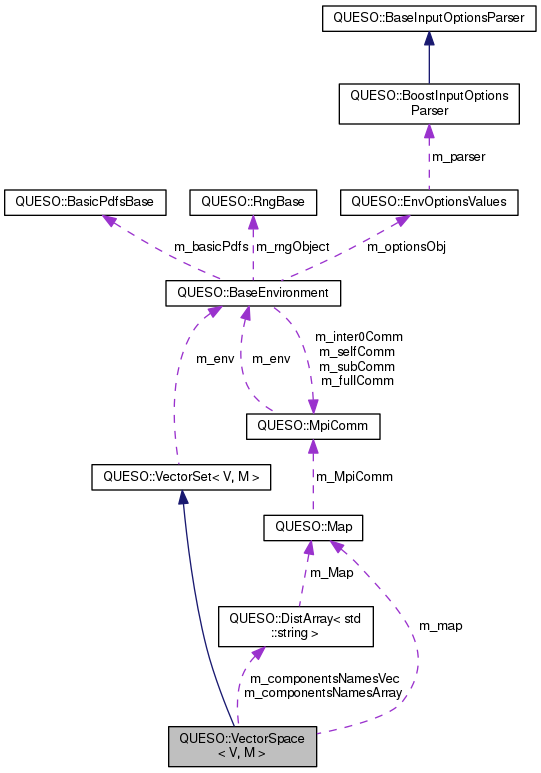 QUESO::BaseInputOptionsParser
QUESO::BoostInputOptions
Parser
m_parser
QUESO::BasicPdfsBase
QUESO::RngBase
QUESO::EnvOptionsValues
m_basicPdfs
m_rngObject
m_optionsObj
QUESO::BaseEnvironment
m_env
m_env
m_inter0Comm
m_selfComm
m_subComm
m_fullComm
QUESO::MpiComm
QUESO::VectorSet< V, M >
m_MpiComm
QUESO::Map
m_Map
QUESO::DistArray< std
::string >
m_map
m_componentsNamesVec
m_componentsNamesArray
QUESO::VectorSpace
< V, M >